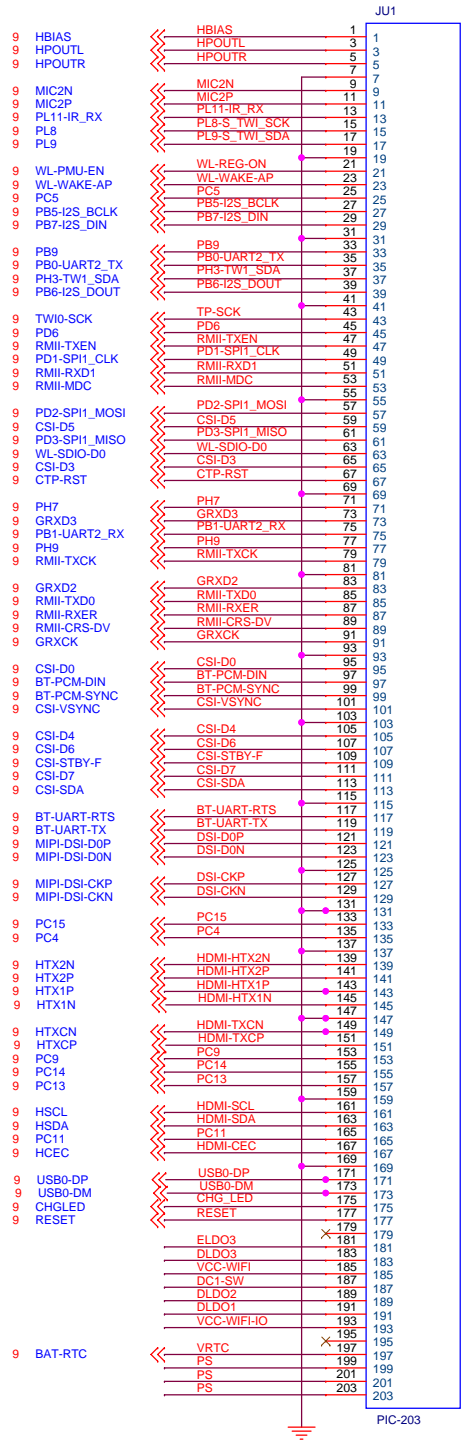 JU1
9 HBIAS HBIAS 1 1
9 HPOUTL HPOUTL 3 3
9 HPOUTR HPOUTR 5 5
7 7
9 MIC2N MIC2N 9 9
9 MIC2P MIC2P 11 11
9 PL11-IR_RX PL11-IR_RX 13 13
9 PL8 PL8-S_TWI_SCK 15 15
9 PL9 PL9-S_TWI_SDA 17 17
19 19
9 WL-PMU-EN WL-REG-ON 21 21
9 WL-WAKE-AP WL-WAKE-AP 23 23
9 PC5 PC5 25 25
9 PB5-I2S_BCLK PB5-I2S_BCLK 27 27
9 PB7-I2S_DIN PB7-I2S_DIN 29 29
31 31
9 PB9 PB9 33 33
9 PB0-UART2_TX PB0-UART2_TX 35 35
9 PH3-TW1_SDA PH3-TW1_SDA 37 37
9 PB6-I2S_DOUT PB6-I2S_DOUT 39 39
41 41
9 TWI0-SCK TP-SCK 43 43
9 PD6 PD6 45 45
9 RMII-TXEN RMII-TXEN 47 47
9 PD1-SPI1_CLK PD1-SPI1_CLK 49 49
9 RMII-RXD1 RMII-RXD1 51 51
9 RMII-MDC RMII-MDC 53 53
55 55
9 PD2-SPI1_MOSI PD2-SPI1_MOSI 57 57
9 CSI-D5 CSI-D5 59 59
9 PD3-SPI1_MISO PD3-SPI1_MISO 61 61
9 WL-SDIO-D0 WL-SDIO-D0 63 63
9 CSI-D3 CSI-D3 65 65
9 CTP-RST CTP-RST 67 67
69 69
9 PH7 PH7 71 71
9 GRXD3 GRXD3 73 73
9 PB1-UART2_RX PB1-UART2_RX 75 75
9 PH9 PH9 77 77
9 RMII-TXCK RMII-TXCK 79 79
81 81
9 GRXD2 GRXD2 83 83
9 RMII-TXD0 RMII-TXD0 85 85
9 RMII-RXER RMII-RXER 87 87
9 RMII-CRS-DV RMII-CRS-DV 89 89
9 GRXCK GRXCK 91 91
93 93
9 CSI-D0 CSI-D0 95 95
9 BT-PCM-DIN BT-PCM-DIN 97 97
9 BT-PCM-SYNC BT-PCM-SYNC 99 99
9 CSI-VSYNC CSI-VSYNC 101 101
103 103
9 CSI-D4 CSI-D4 105 105
9 CSI-D6 CSI-D6 107 107
9 CSI-STBY-F CSI-STBY-F 109 109
9 CSI-D7 CSI-D7 111 111
9 CSI-SDA CSI-SDA 113 113
115 115
9 BT-UART-RTS BT-UART-RTS 117 117
9 BT-UART-TX BT-UART-TX 119 119
9 MIPI-DSI-D0P DSI-D0P 121 121
9 MIPI-DSI-D0N DSI-D0N 123 123
125 125
9 MIPI-DSI-CKP DSI-CKP 127 127
9 MIPI-DSI-CKN DSI-CKN 129 129
131 131
9 PC15 PC15 133 133
9 PC4 PC4 135 135
137 137
9 HTX2N HDMI-HTX2N 139 139
9 HTX2P HDMI-HTX2P 141 141
9 HTX1P HDMI-HTX1P 143 143
9 HTX1N HDMI-HTX1N 145 145
147 147
9 HTXCN HDMI-TXCN 149 149
9 HTXCP HDMI-TXCP 151 151
9 PC9 PC9 153 153
9 PC14 PC14 155 155
9 PC13 PC13 157 157
159 159
9 HSCL HDMI-SCL 161 161
9 HSDA HDMI-SDA 163 163
9 PC11 PC11 165 165
9 HCEC HDMI-CEC 167 167
169 169
9 USB0-DP USB0-DP 171 171
9 USB0-DM USB0-DM 173 173
9 CHGLED CHG_LED 175 175
9 RESET RESET 177 177
179 179
ELDO3 181 181
DLDO3 183 183
VCC-WIFI 185 185
DC1-SW 187 187
DLDO2 189 189
DLDO1 191 191
VCC-WIFI-IO 193 193
195 195
9 BAT-RTC VRTC 197 197
PS 199 199
PS 201 201
PS 203 203
PIC-203